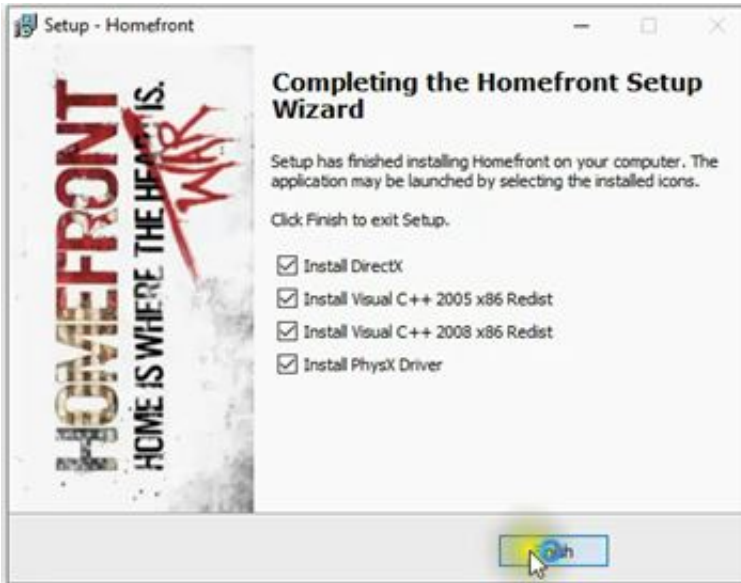 Setup - Homefront
HOMEFRONT
HOME IS WHERE THE HEART IS.
WAR
Completing the Homefront Setup
Wizard
Setup has finished installing Homefront on your computer. The
application may be launched by selecting the installed icons.
Click Finish to exit Setup.
Install DirectX
Install Visual C++ 2005 x86 Redist
Install Visual C++ 2008 x86 Redist
Install PhysX Driver
Finish